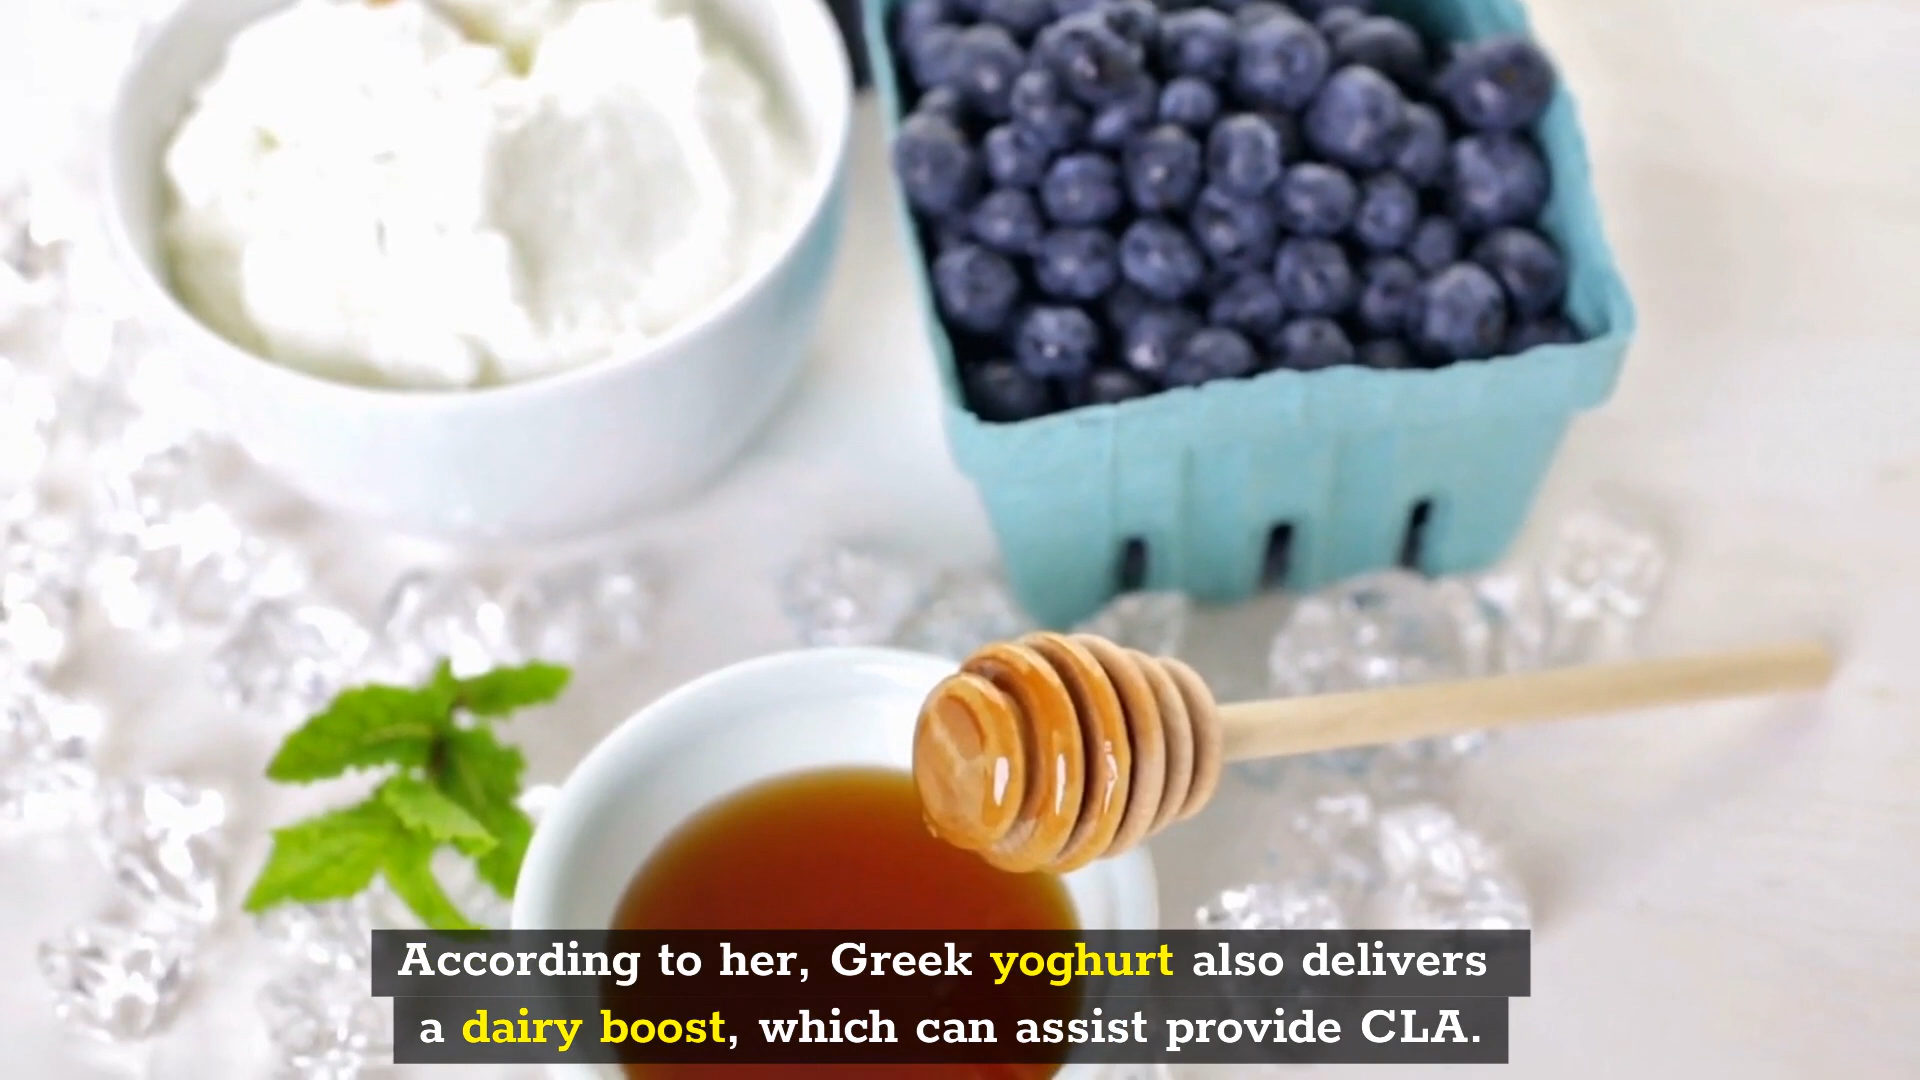 According to her, Greek yoghurt also delivers
a dairy boost, which can assist provide CLA.